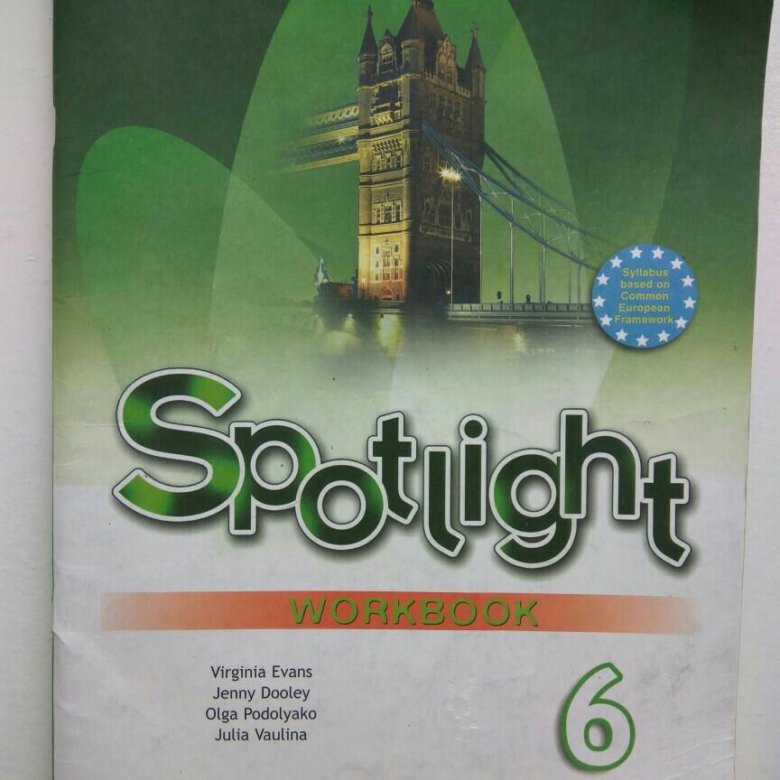 Syllabus
based on
Common
European
Framework
Spotlight
WORKBOOK
Virginia Evans
Jenny Dooley
Olga Podolyako
Julia Vaulina
6